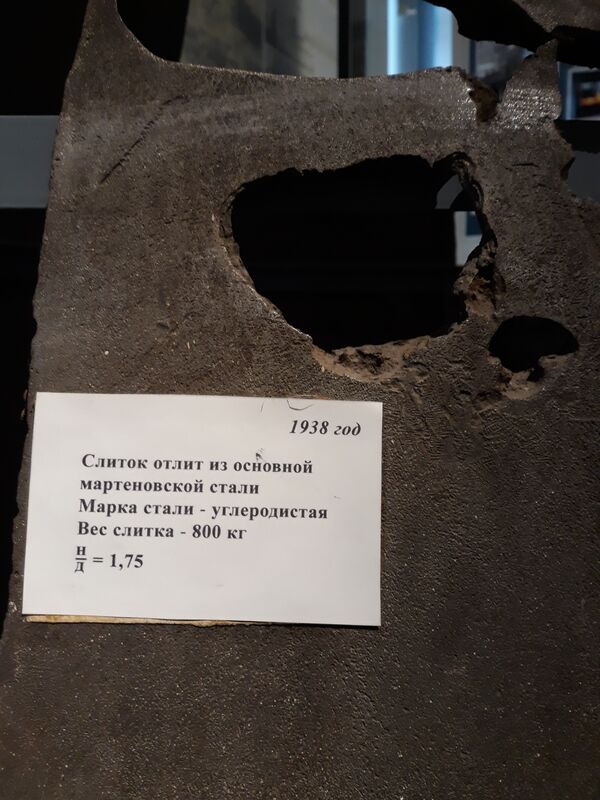 1938 год
Слиток отлит из основной
мартеновской стали
Марка стали - углеродистая
Вес слитка - 800 кг
Н/Д = 1,75